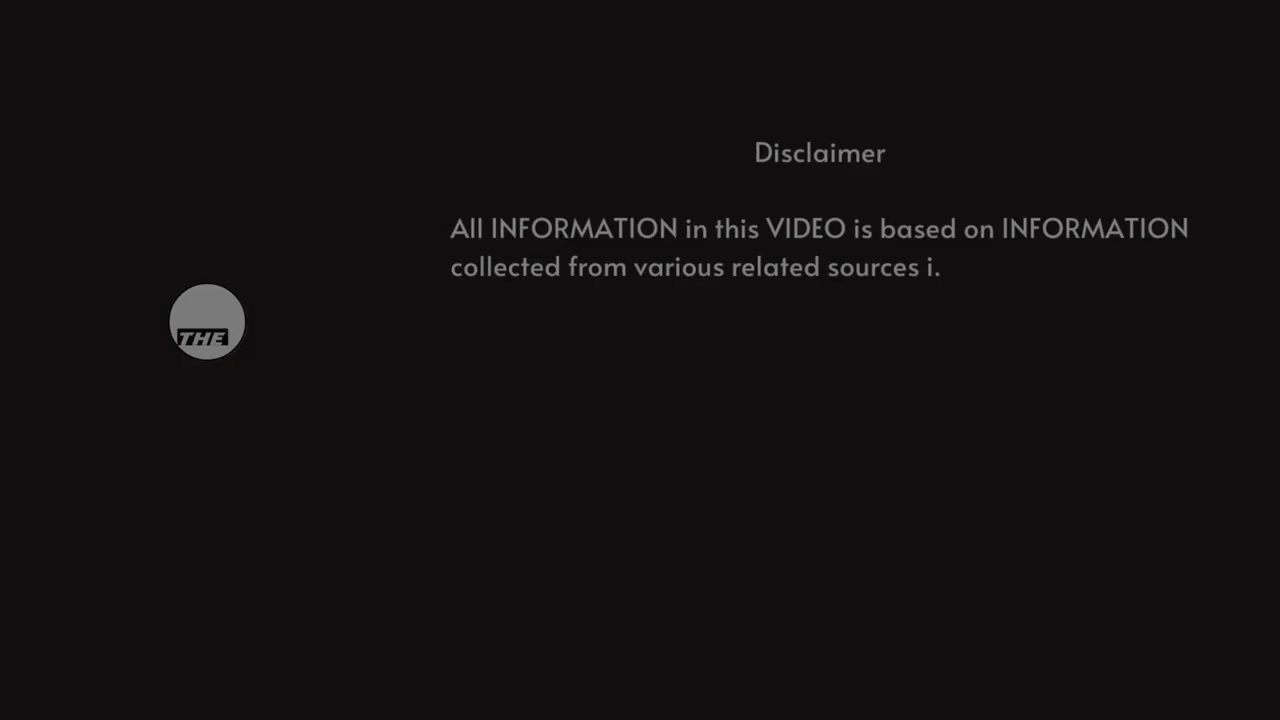 Disclaimer
All INFORMATION in this VIDEO is based on INFORMATION
collected from various related sources i.
THE